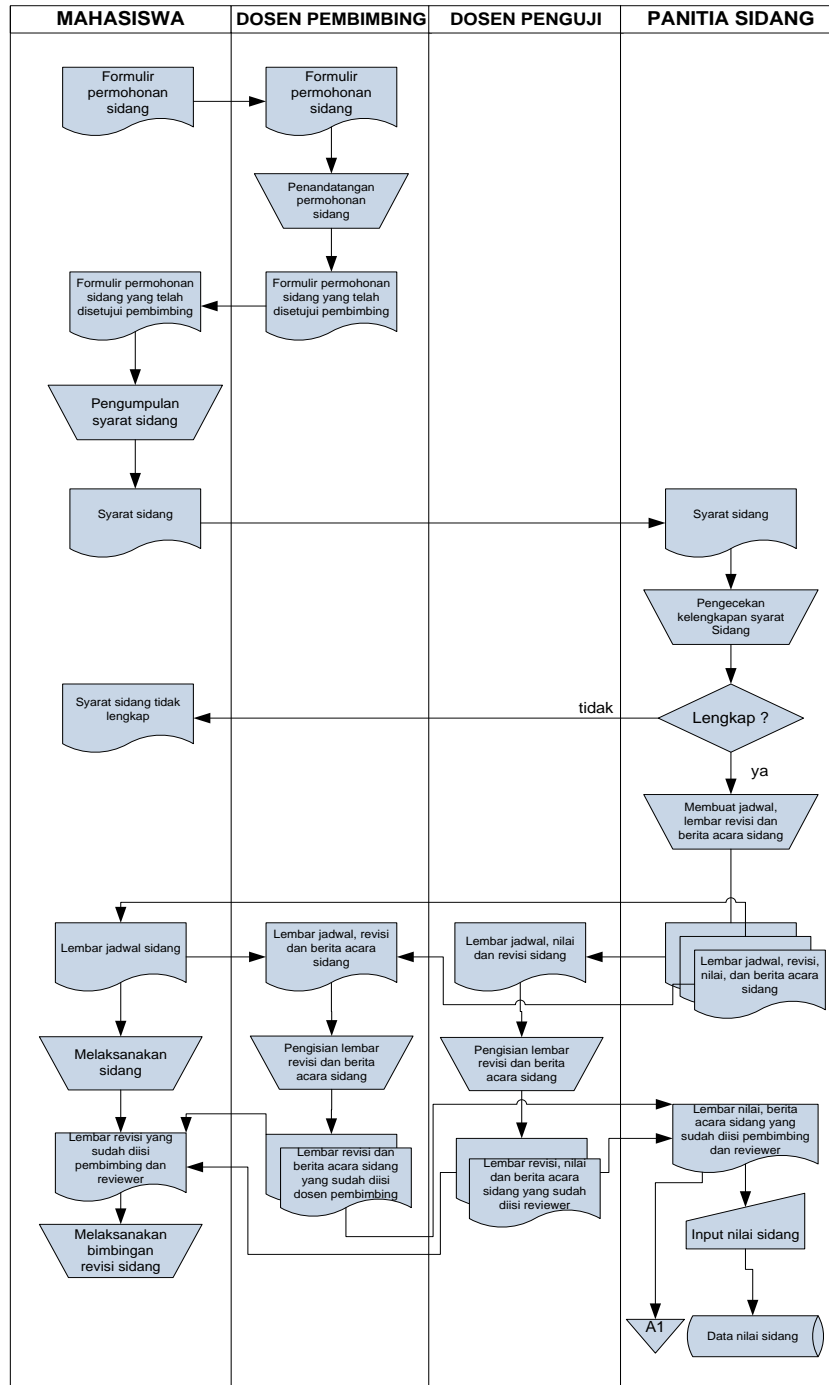 MAHASISWA
DOSEN PEMBIMBING
DOSEN PENGUJI
PANITIA SIDANG
Formulir
permohonan
sidang
Formulir
permohonan
sidang
Penandatangan
permohonan
sidang
Formulir permohonan
sidang yang telah
disetujui pembimbing
Formulir permohonan
sidang yang telah
disetujui pembimbing
Pengumpulan
syarat sidang
Syarat sidang
Syarat sidang
Pengecekan
kelengkapan syarat
Sidang
Syarat sidang tidak
lengkap
tidak
Lengkap ?
ya
Membuat jadwal,
lembar revisi dan
berita acara sidang
Lembar jadwal sidang
Lembar jadwal, revisi
dan berita acara
sidang
Lembar jadwal, nilai
dan revisi sidang
Lembar jadwal, revisi,
nilai, dan berita acara
sidang
Melaksanakan
sidang
Pengisian lembar
revisi dan berita
acara sidang
Pengisian lembar
revisi dan berita
acara sidang
Lembar revisi yang
sudah diisi
pembimbing dan
reviewer
Lembar revisi dan
berita acara sidang
yang sudah diisi
dosen pembimbing
Lembar revisi, nilai
dan berita acara
sidang yang sudah
diisi reviewer
Lembar nilai, berita
acara sidang yang
sudah diisi pembimbing
dan reviewer
Melaksanakan
bimbingan
revisi sidang
Input nilai sidang
A1
Data nilai sidang